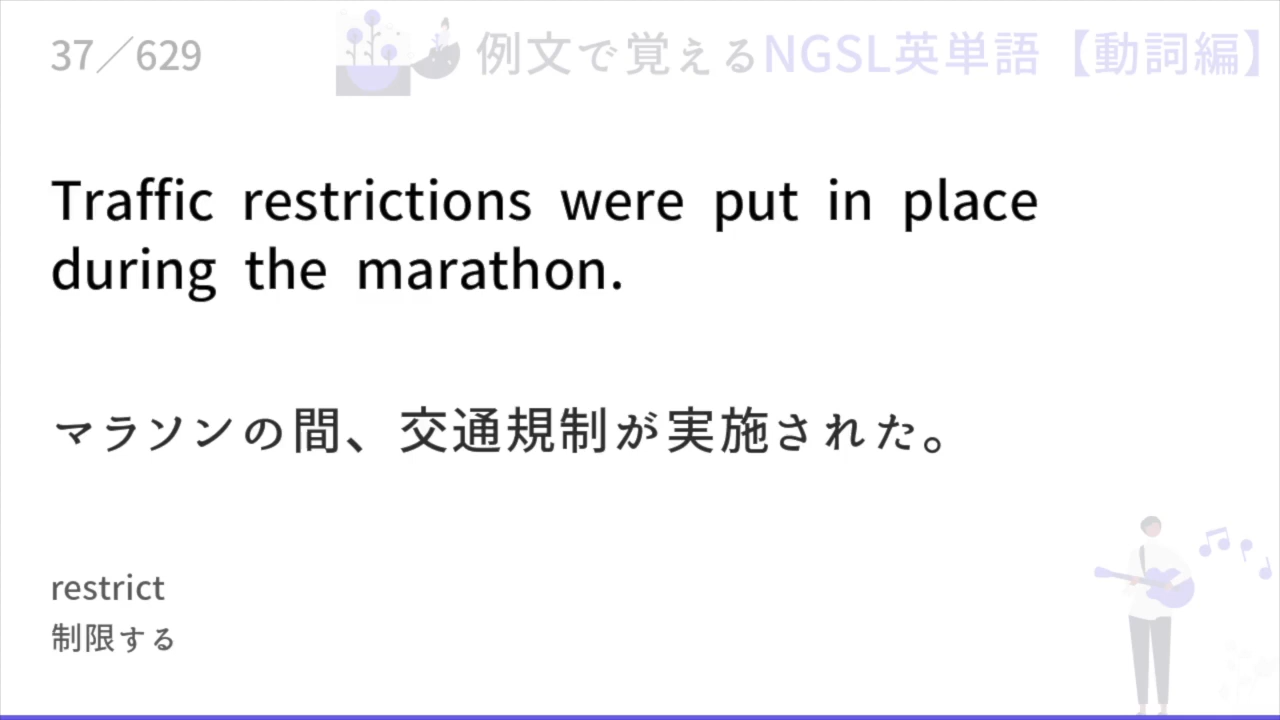 37／629
例文で覚えるNGSL英単語【動詞編】
Traffic restrictions were put in place
during the marathon.
マラソンの間、交通規制が実施された。
restrict
制限する